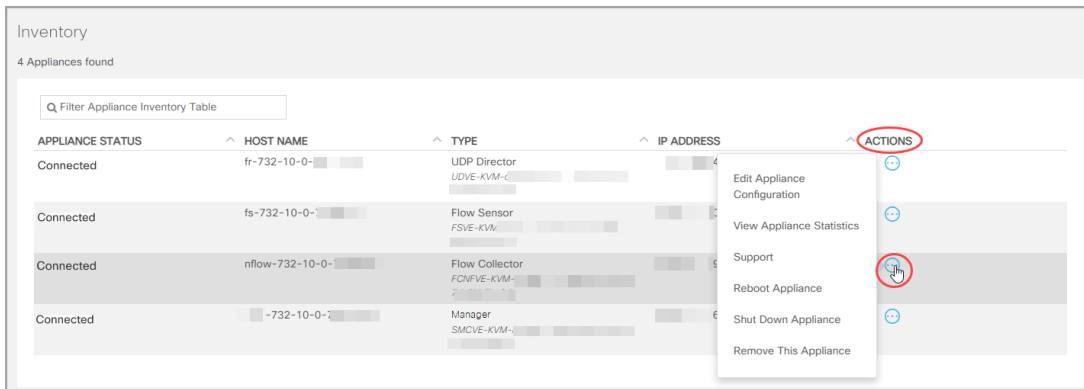 Inventory
4 Appliances found
Filter Appliance Inventory Table
APPLIANCE STATUS HOST NAME TYPE IP ADDRESS ACTIONS
Connected fr-732-10-0- UDP Director
UDVE-KVM-
Connected fs-732-10-0- Flow Sensor
FSVE-KVM
Connected nflow-732-10-0- Flow Collector
FCNFVE-KVM-
Connected -732-10-0- Manager
SMCVE-KVM-
Edit Appliance
Configuration
View Appliance Statistics
Support
Reboot Appliance
Shut Down Appliance
Remove This Appliance